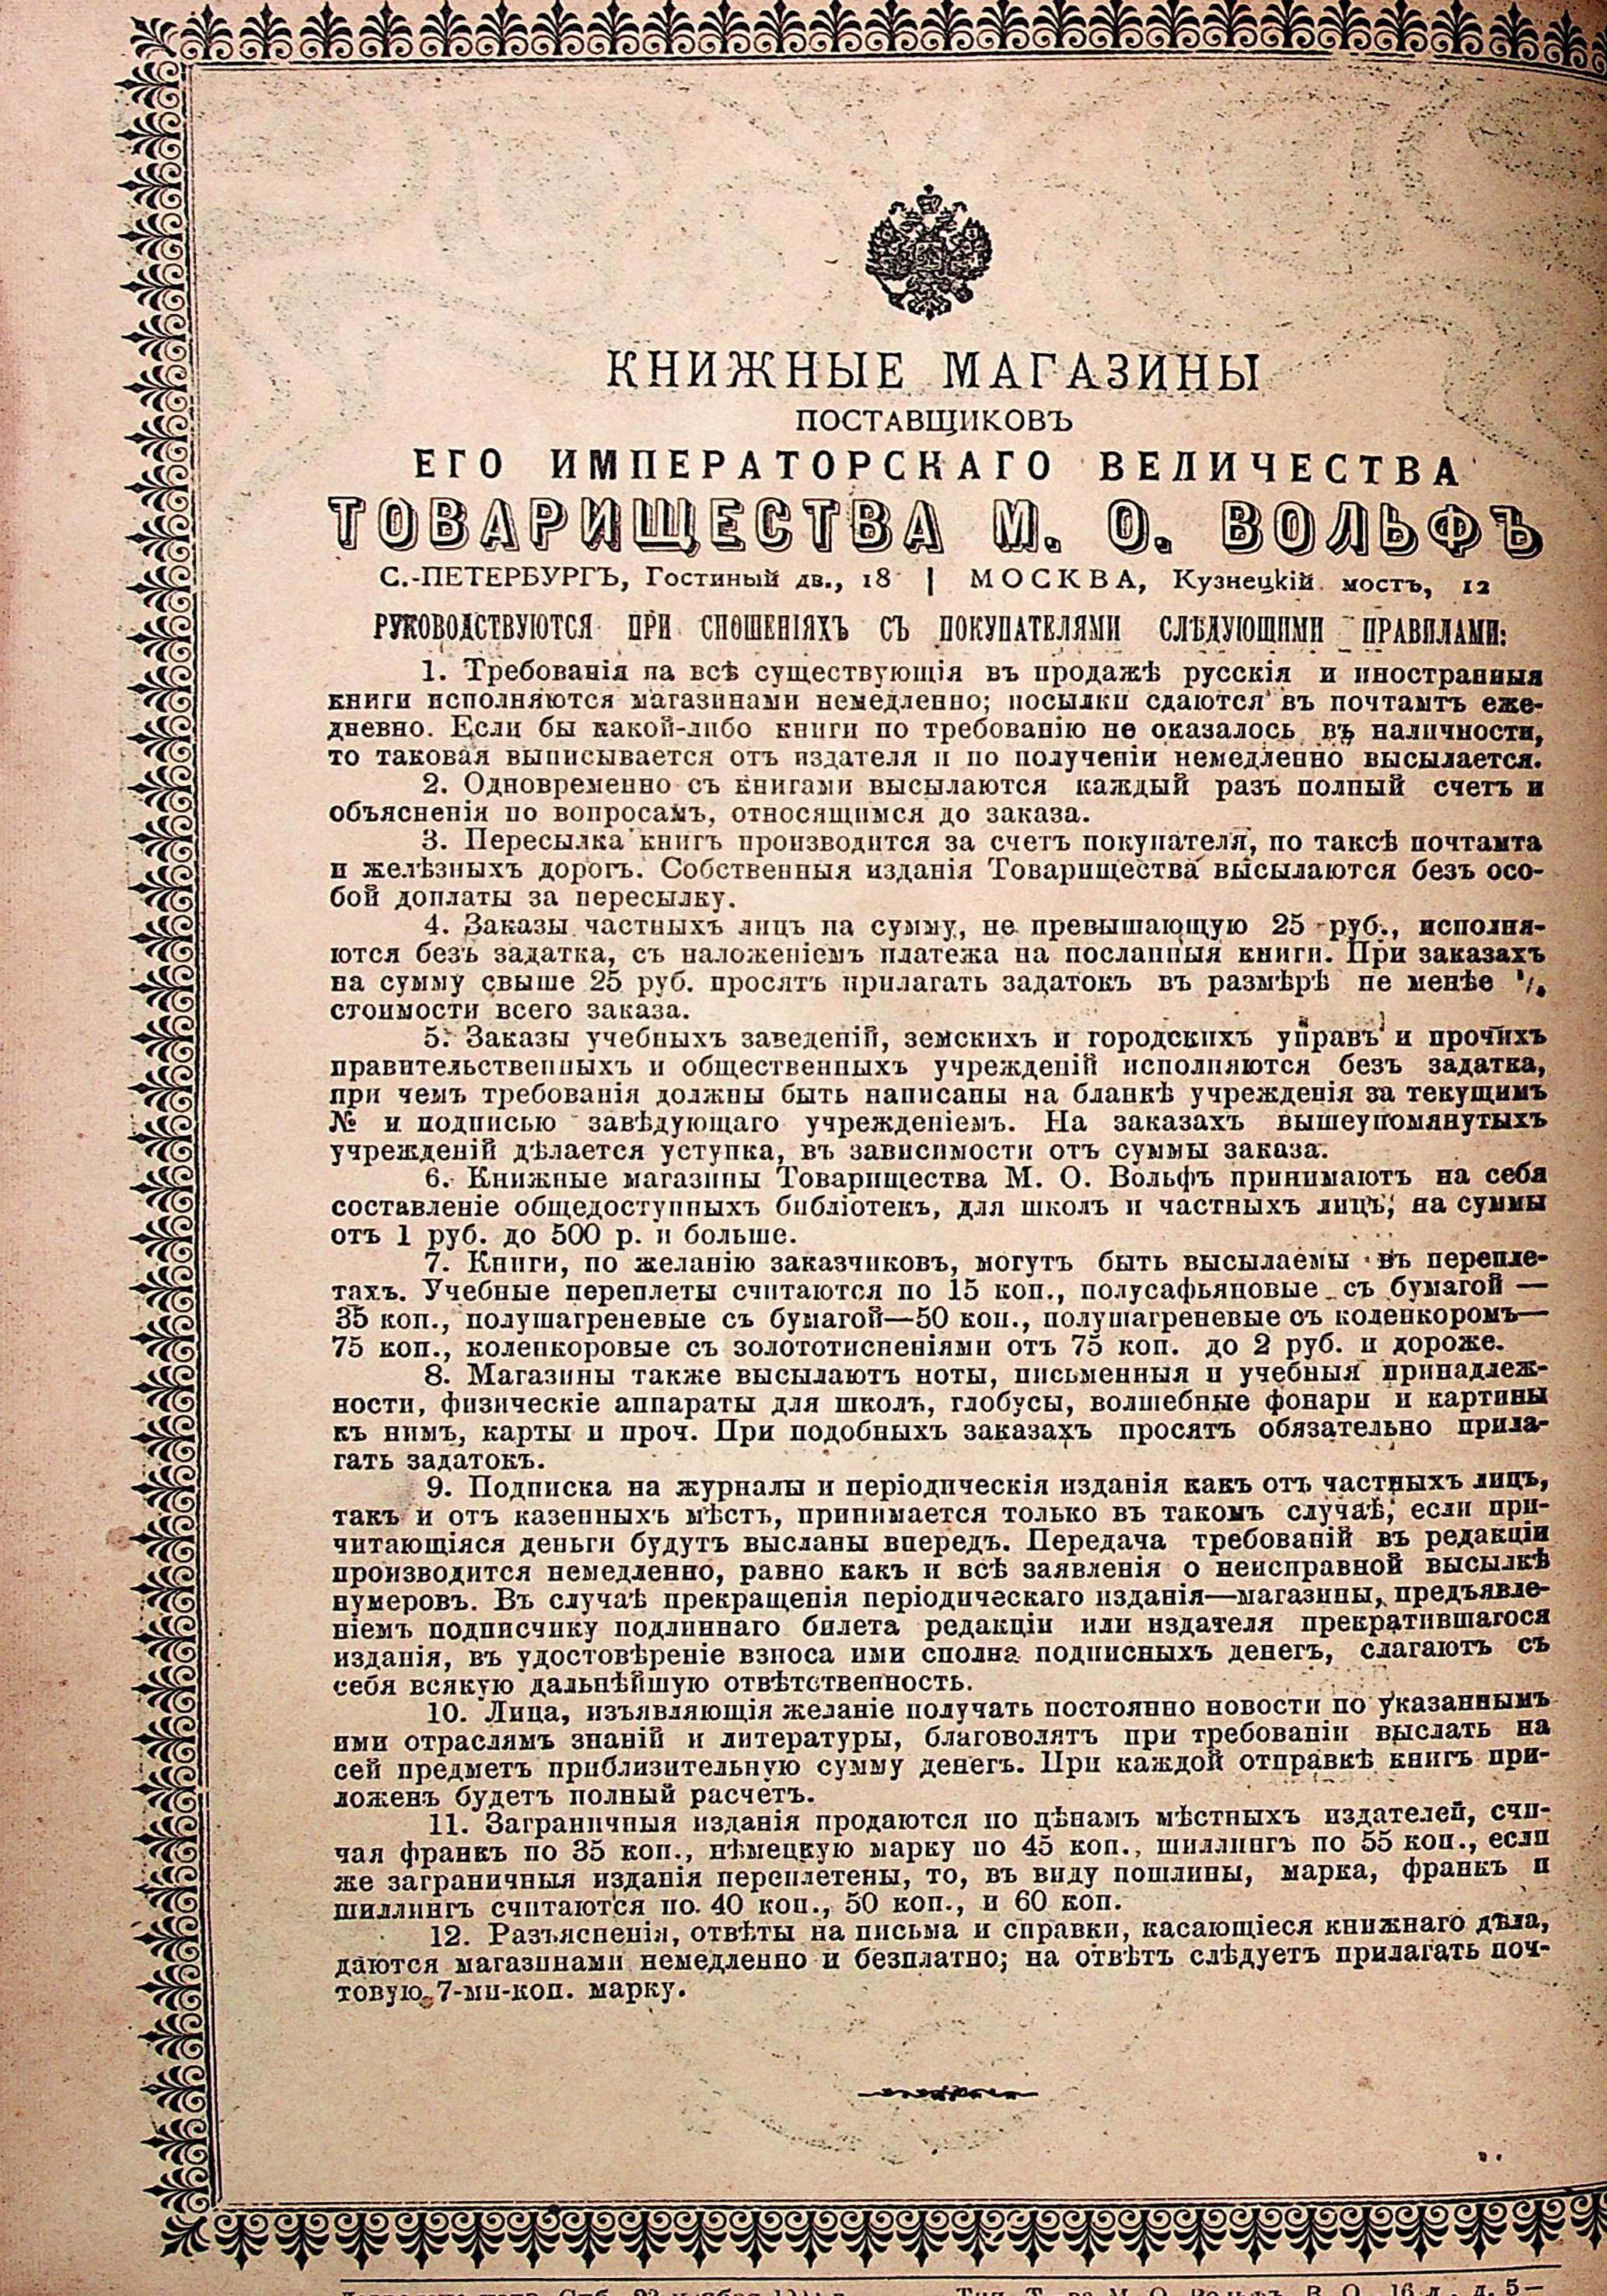 КНИЖНЫЕ МАГАЗИНЫ
ПОСТАВЩИКОВЪ
ЕГО ИМПЕРАТОРСКАГО ВЕЛИЧЕСТВА
ТОВАРИЩЕСТВА М. О. ВОЛЬФЪ
С.-ПЕТЕРБУРГЪ, Гостиный дв., 18 | МОСКВА, Кузнецкій мостъ, 12
РУКОВОДСТВУЮТСЯ ПРИ СНОШЕНІЯХЪ СЪ ПОКУПАТЕЛЯМИ СЛѢДУЮЩИМИ ПРАВИЛАМИ:
1. Требованія на всѣ существующія въ продажѣ русскія и иностранныя
книги исполняются магазинами немедленно; посылки сдаются въ почтамтъ еже-
дневно. Если бы какой-либо книги по требованію не оказалось въ наличности,
то таковая выписывается отъ издателя и по полученіи немедленно высылается.
2. Одновременно съ книгами высылаются каждый разъ полный счетъ и
объясненія по вопросамъ, относящимся до заказа.
3. Пересылка книгъ производится за счетъ покупателя, по таксѣ почтамта
и желѣзныхъ дорогъ. Собственныя изданія Товарищества высылаются безъ осо-
бой доплаты за пересылку.
4. Заказы частныхъ лицъ на сумму, не превышающую 25 руб., исполня-
ются безъ задатка, съ наложеніемъ платежа на посланныя книги. При заказахъ
на сумму свыше 25 руб. просятъ прилагать задатокъ въ размѣрѣ не менѣе
стоимости всего заказа.
5. Заказы учебныхъ заведеній, земскихъ и городскихъ управъ и прочихъ
правительственныхъ и общественныхъ учрежденій исполняются безъ задатка,
при чемъ требованія должны быть написаны на бланкѣ учрежденія за текущимъ
№ и подписью завѣдующаго учрежденіемъ. На заказахъ вышеупомянутыхъ
учрежденій дѣлается уступка, въ зависимости отъ суммы заказа.
6. Книжные магазины Товарищества М. О. Вольфъ принимаютъ на себя
составленіе общедоступныхъ библіотекъ, для школъ и частныхъ лицъ, на суммы
отъ 1 руб. до 500 р. и больше.
7. Книги, по желанію заказчиковъ, могутъ быть высылаемы въ перепле-
тахъ. Учебные переплеты считаются по 15 коп., полусафьяновые съ бумагой —
35 коп., полушагреневые съ бумагой—50 коп., полушагреневые съ коленкоромъ—
75 коп., коленкоровые съ золототисненіями отъ 75 коп. до 2 руб. и дороже.
8. Магазины также высылаютъ ноты, письменныя и учебныя принадлеж-
ности, физическіе аппараты для школъ, глобусы, волшебные фонари и картины
къ нимъ, карты и проч. При подобныхъ заказахъ просятъ обязательно прила-
гать задатокъ.
9. Подписка на журналы и періодическія изданія какъ отъ частныхъ лицъ,
такъ и отъ казенныхъ мѣстъ, принимается только въ такомъ случаѣ, если при-
читающіяся деньги будутъ высланы впередъ. Передача требованій въ редакціи
производится немедленно, равно какъ и всѣ заявленія о неисправной высылкѣ
нумеровъ. Въ случаѣ прекращенія періодическаго изданія—магазины, предъявле-
ніемъ подписчику подлиннаго билета редакціи или издателя прекратившагося
изданія, въ удостовѣреніе взноса ими сполна подписныхъ денегъ, слагаютъ съ
себя всякую дальнѣйшую отвѣтственность.
10. Лица, изъявляющія желаніе получать постоянно новости по указаннымъ
ими отраслямъ знаній и литературы, благоволятъ при требованіи выслать на
сей предметъ приблизительную сумму денегъ. При каждой отправкѣ книгъ при-
ложенъ будетъ полный расчетъ.
11. Заграничныя изданія продаются по цѣнамъ мѣстныхъ издателей, счи-
чая франкъ по 35 коп., нѣмецкую марку по 45 коп., шиллингъ по 55 коп., если
же заграничныя изданія переплетены, то, въ виду пошлины, марка, франкъ и
шиллингъ считаются по. 40 коп., 50 коп., и 60 коп.
12. Разъясненія, отвѣты на письма и справки, касающіеся книжнаго дѣла,
даются магазинами немедленно и безплатно; на отвѣтъ слѣдуетъ прилагать поч-
товую 7-ми-коп. марку.